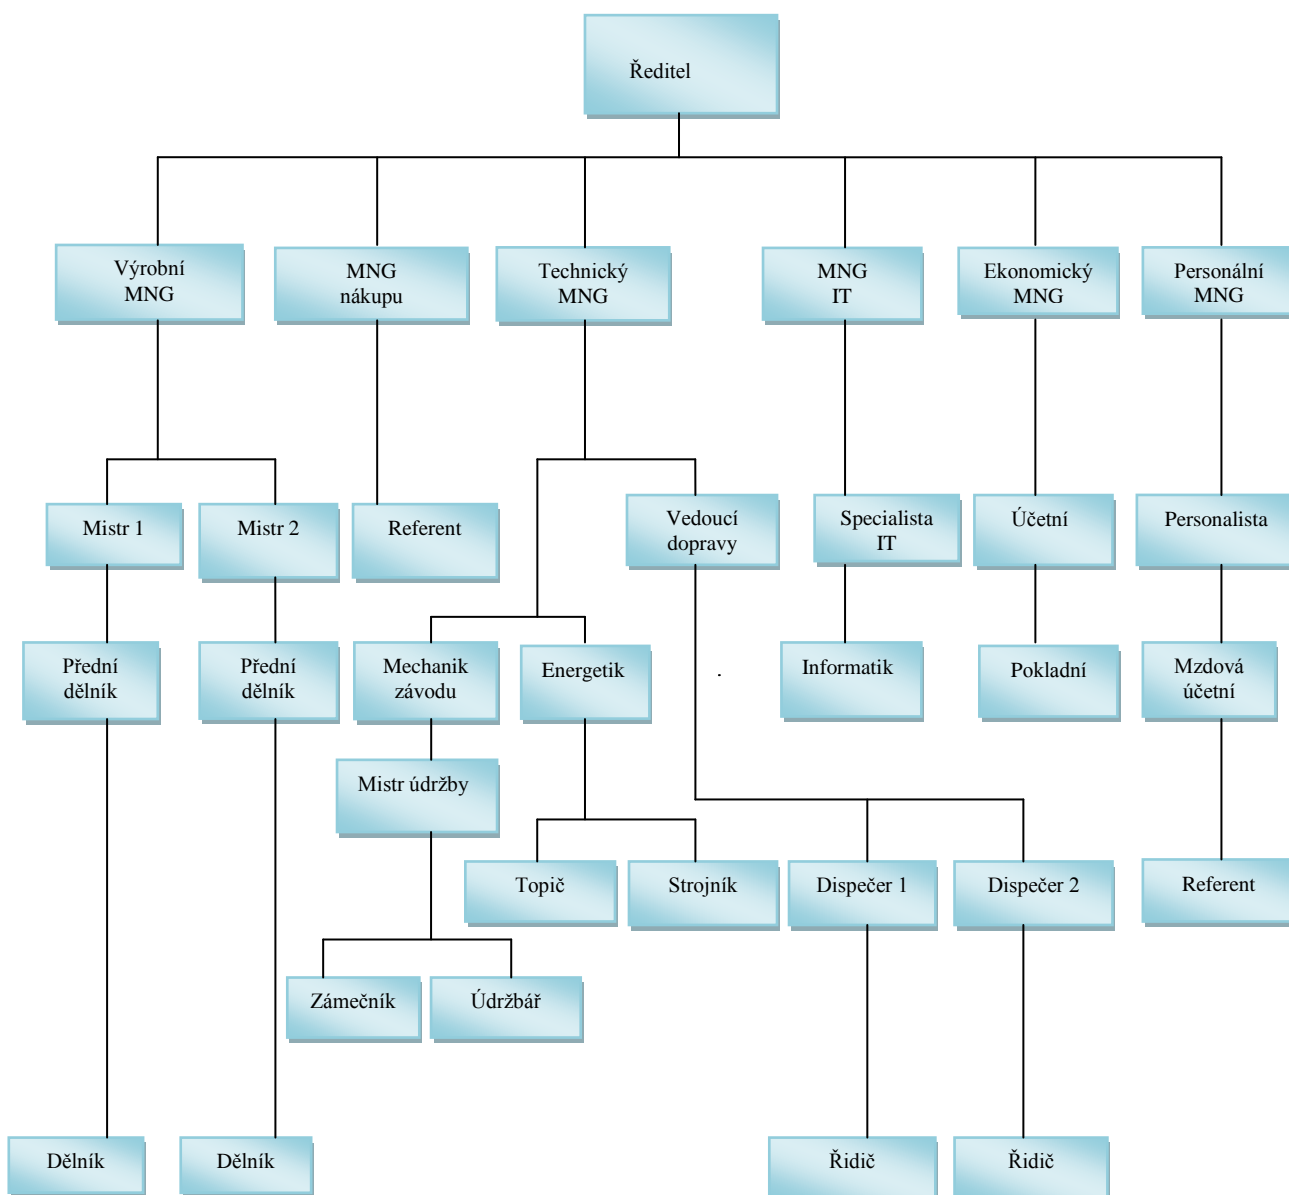 Ředitel
Výrobní
MNG
MNG
nákupu
Technický
MNG
MNG
IT
Ekonomický
MNG
Personální
MNG
Mistr 1
Mistr 2
Referent
Vedoucí
dopravy
Specialista
IT
Účetní
Personalista
Přední
dělník
Přední
dělník
Mechanik
závodu
Energetik
.
Informatik
Pokladní
Mzdová
účetní
Mistr údržby
Topič
Strojník
Dispečer 1
Dispečer 2
Referent
Zámečník
Údržbář
Dělník
Dělník
Řidič
Řidič